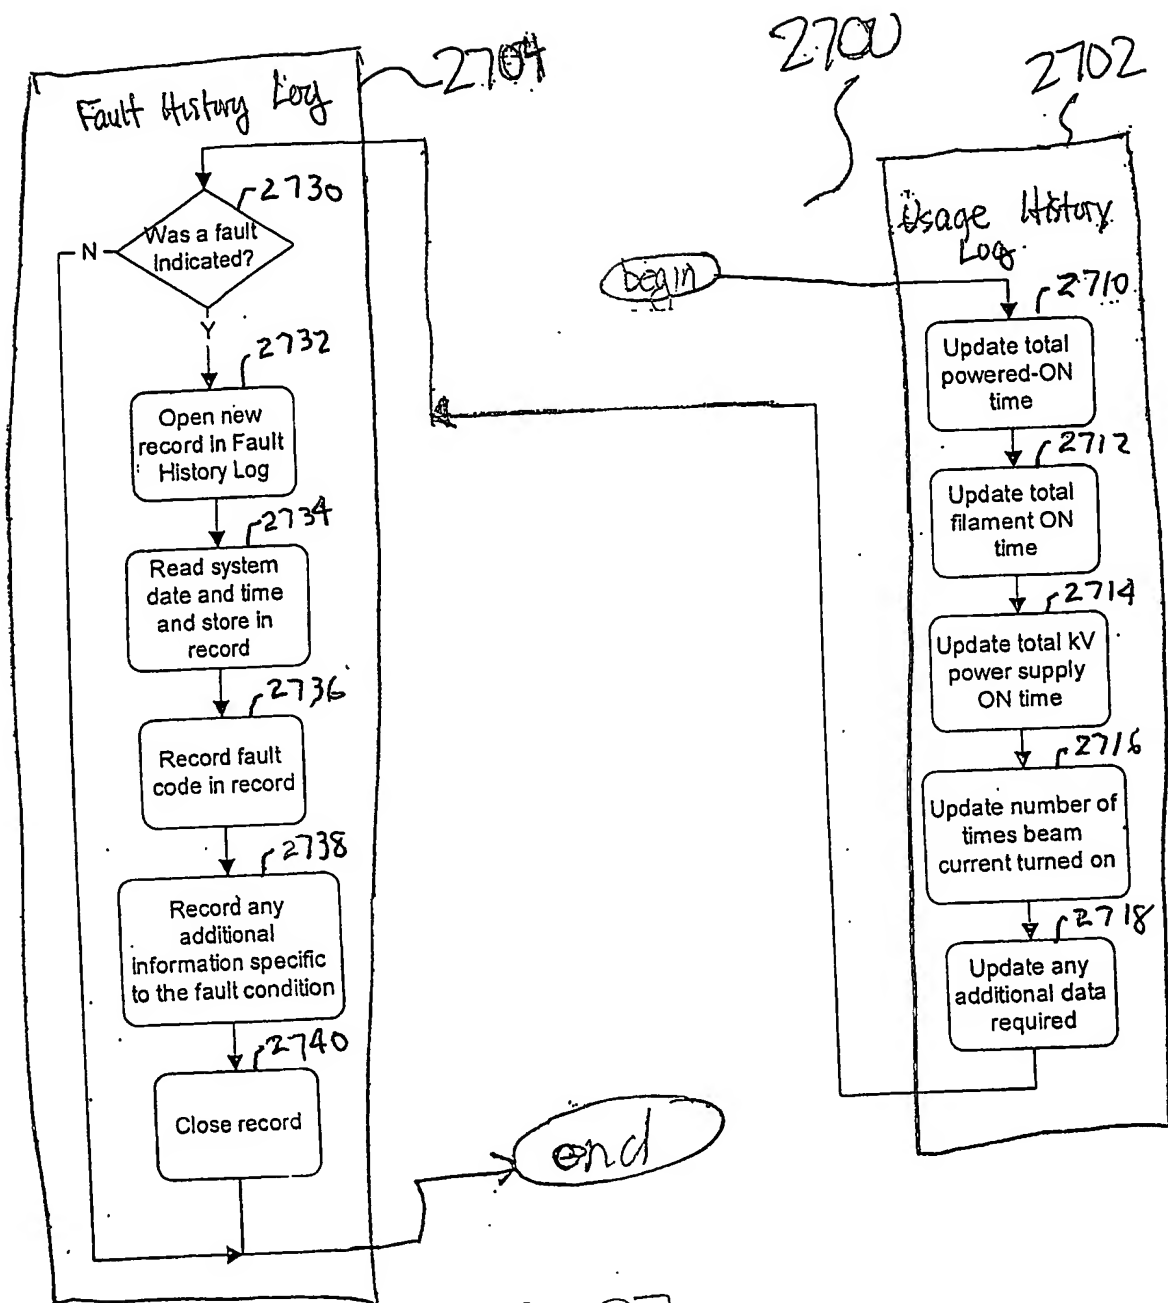 2704
2700
2702
Fault History Log
Usage History
Log
2730
Was a fault
Indicated?
N
Y
begin
2710
Update total
powered-ON
time
2732
Open new
record in Fault
History Log
2712
Update total
filament ON
time
2734
Read system
date and time
and store in
record
2714
Update total kV
power supply
ON time
2736
Record fault
code in record
2716
Update number of
times beam
current turned on
2738
Record any
additional
information specific
to the fault condition
2718
Update any
additional data
required
2740
Close record
end